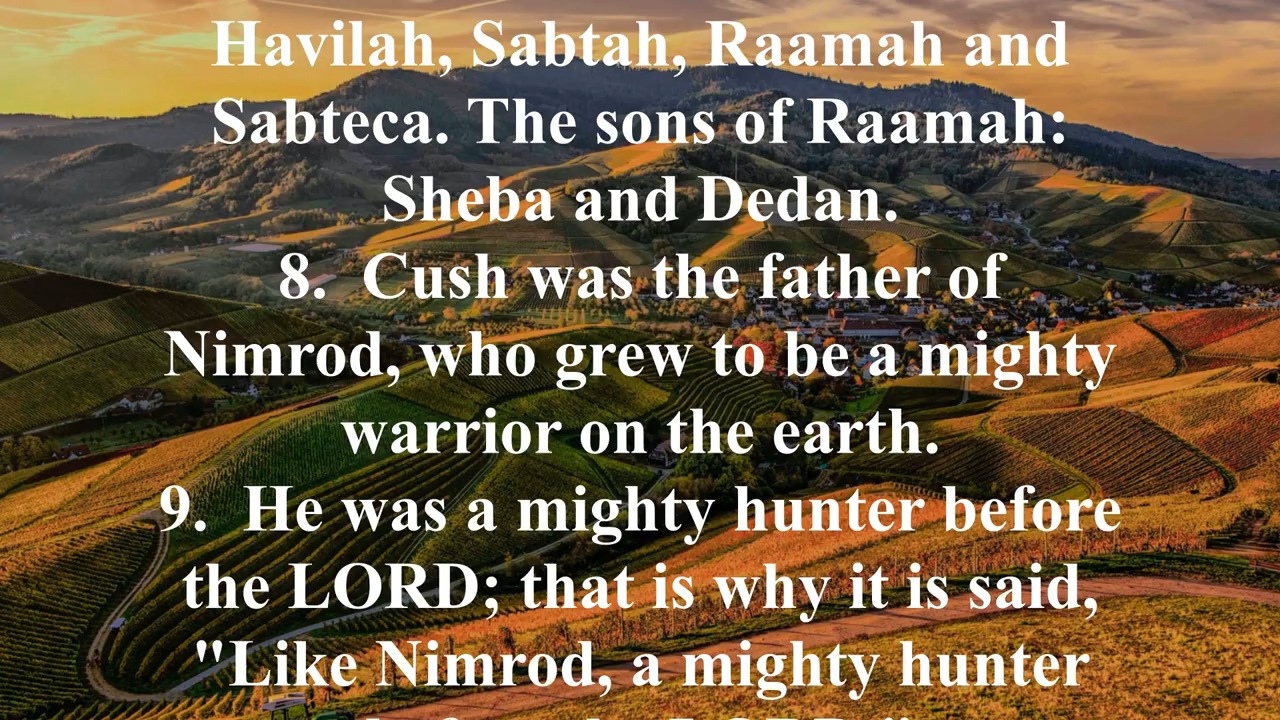 Havilah, Sabtah, Raamah and
Sabteca. The sons of Raamah:
Sheba and Dedan.
8. Cush was the father of
Nimrod, who grew to be a mighty
warrior on the earth.
9. He was a mighty hunter before
the LORD; that is why it is said,
"Like Nimrod, a mighty hunter